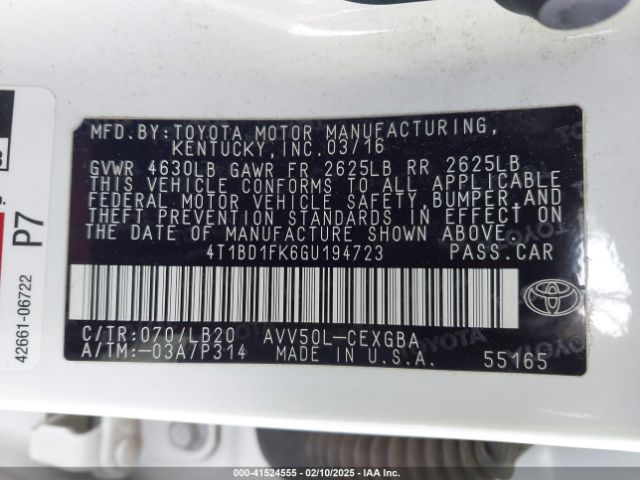 MFD.BY:TOYOTA MOTOR MANUFACTURING,
KENTUCKY,INC.03/16
GVWR 4630LB GAWR FR 2625LB RR 2625LB
THIS VEHICLE CONFORMS TO ALL APPLICABLE
FEDERAL MOTOR VEHICLE SAFETY,BUMPER,AND
THEFT PREVENTION STANDARDS IN EFFECT ON
THE DATE OF MANUFACTURE SHOWN ABOVE.
4T1BD1FK6GU194723 PASS.CAR
C/TR:070/LB20 AVV50L-CEXGBA
A/TM:-03A7P314 MADE IN U.S.A. 55165
P7
42661-06722
000-41524555 - 02/10/2025 - IAA Inc.